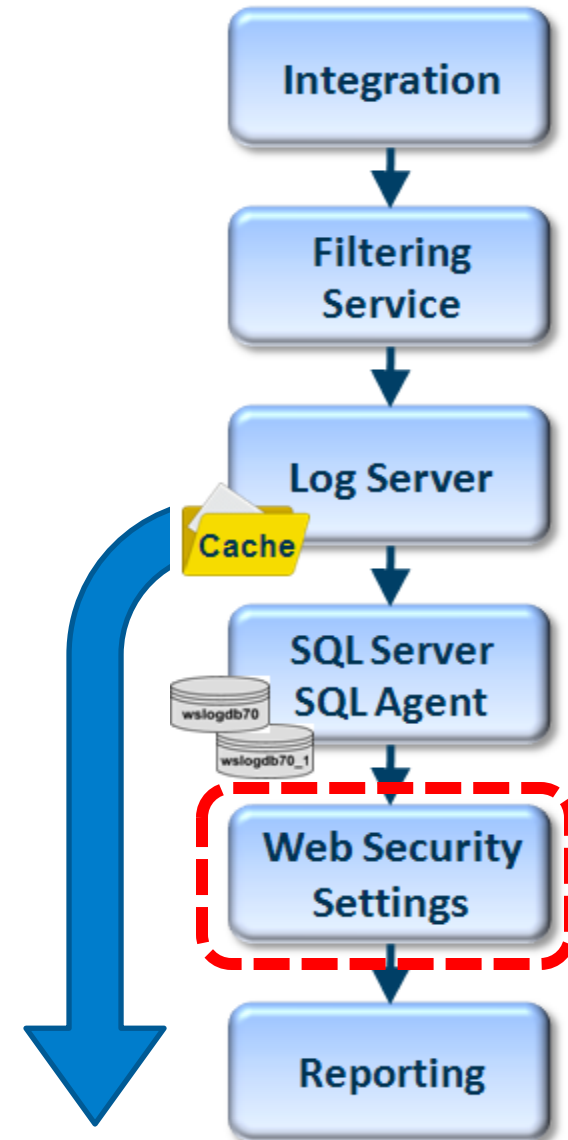 Integration
Filtering
Service
Log Server
Cache
SQL Server
SQL Agent
wslogdb70
wslogdb70_1
Web Security
Settings
Reporting